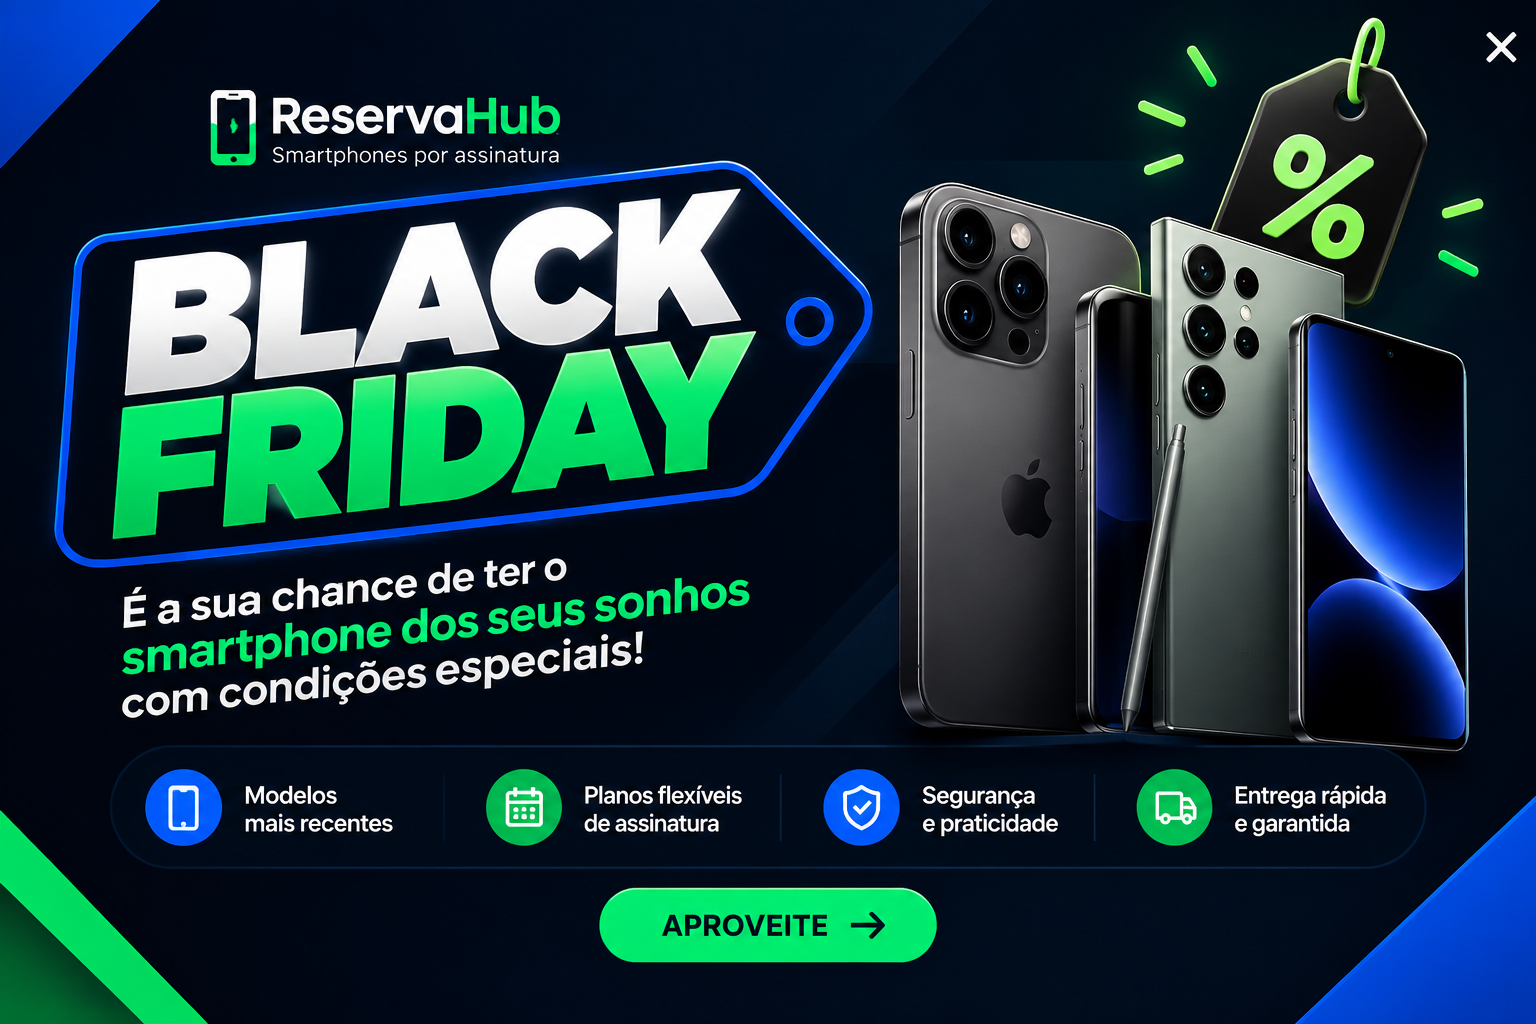 ReservaHub
Smartphones por assinatura
BLACK
FRIDAY
%
É a sua chance de ter o
smartphone dos seus sonhos
com condições especiais!
Modelos
mais recentes
Planos flexíveis
de assinatura
Segurança
e praticidade
Entrega rápida
e garantida
APROVEITE →